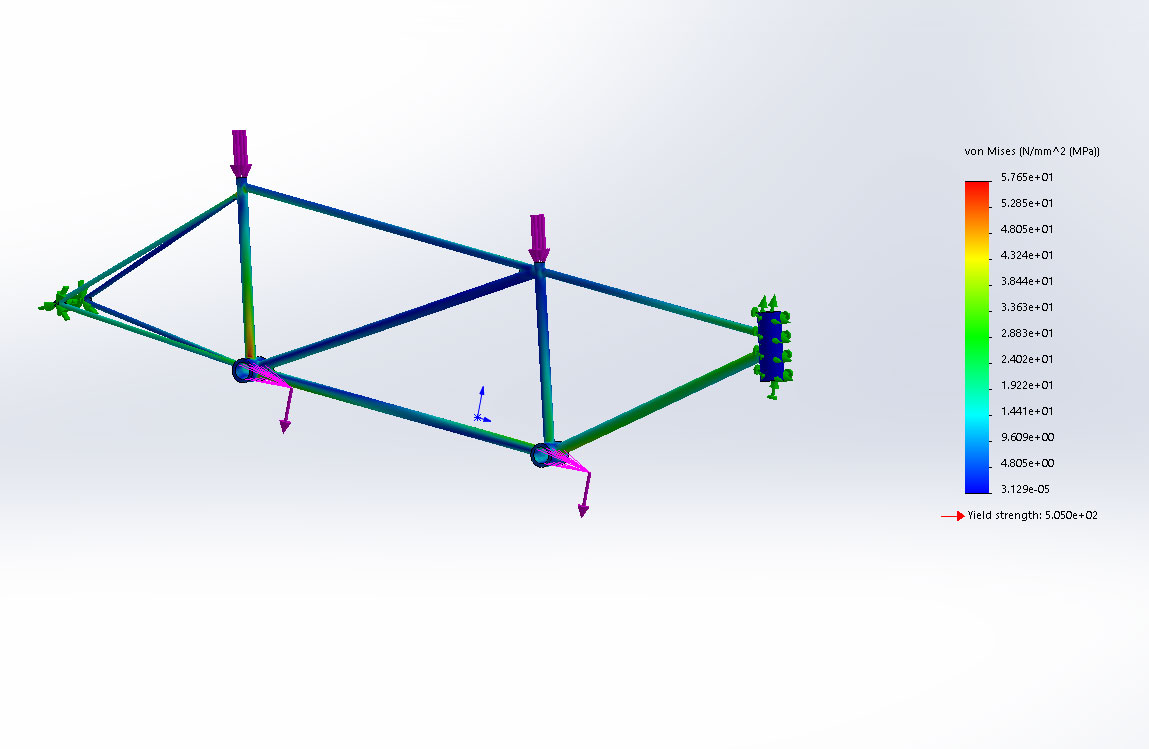 von Mises (N/mm^2 (MPa))
5.765e+01
5.285e+01
4.805e+01
4.324e+01
3.844e+01
3.363e+01
2.883e+01
2.402e+01
1.922e+01
1.441e+01
9.609e+00
4.805e+00
3.129e-05
Yield strength: 5.050e+02